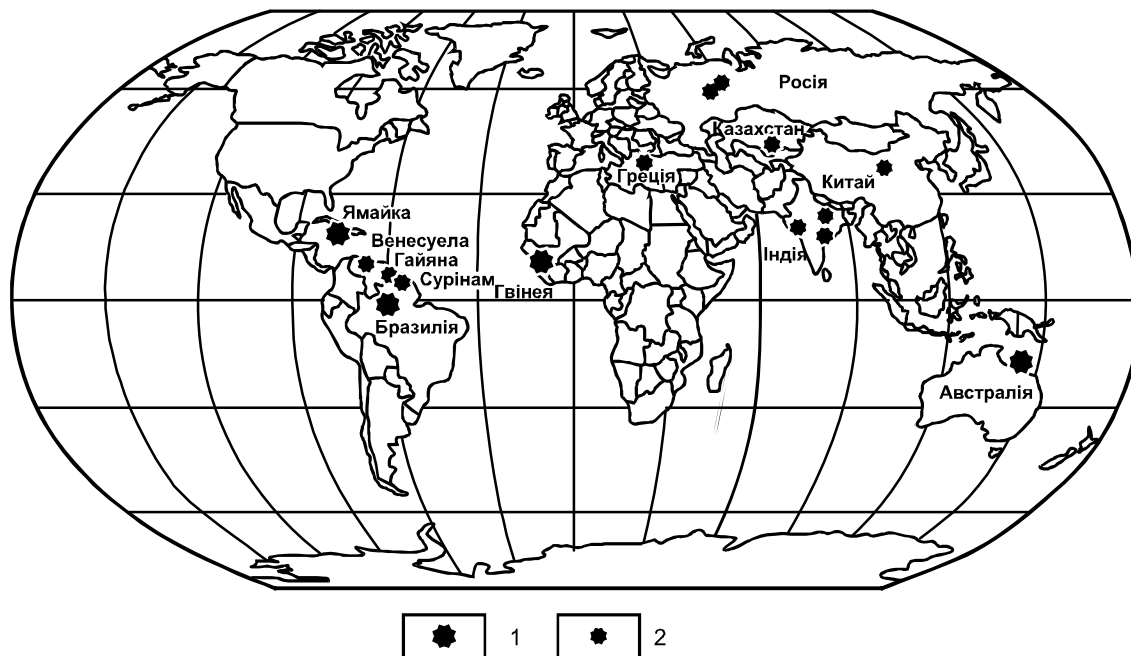 Росія
Казахстан
Китай
Греція
Ямайка
Індія
Венесуела
Гайяна
Сурінам
Гвінея
Бразилія
Австралія
1
2